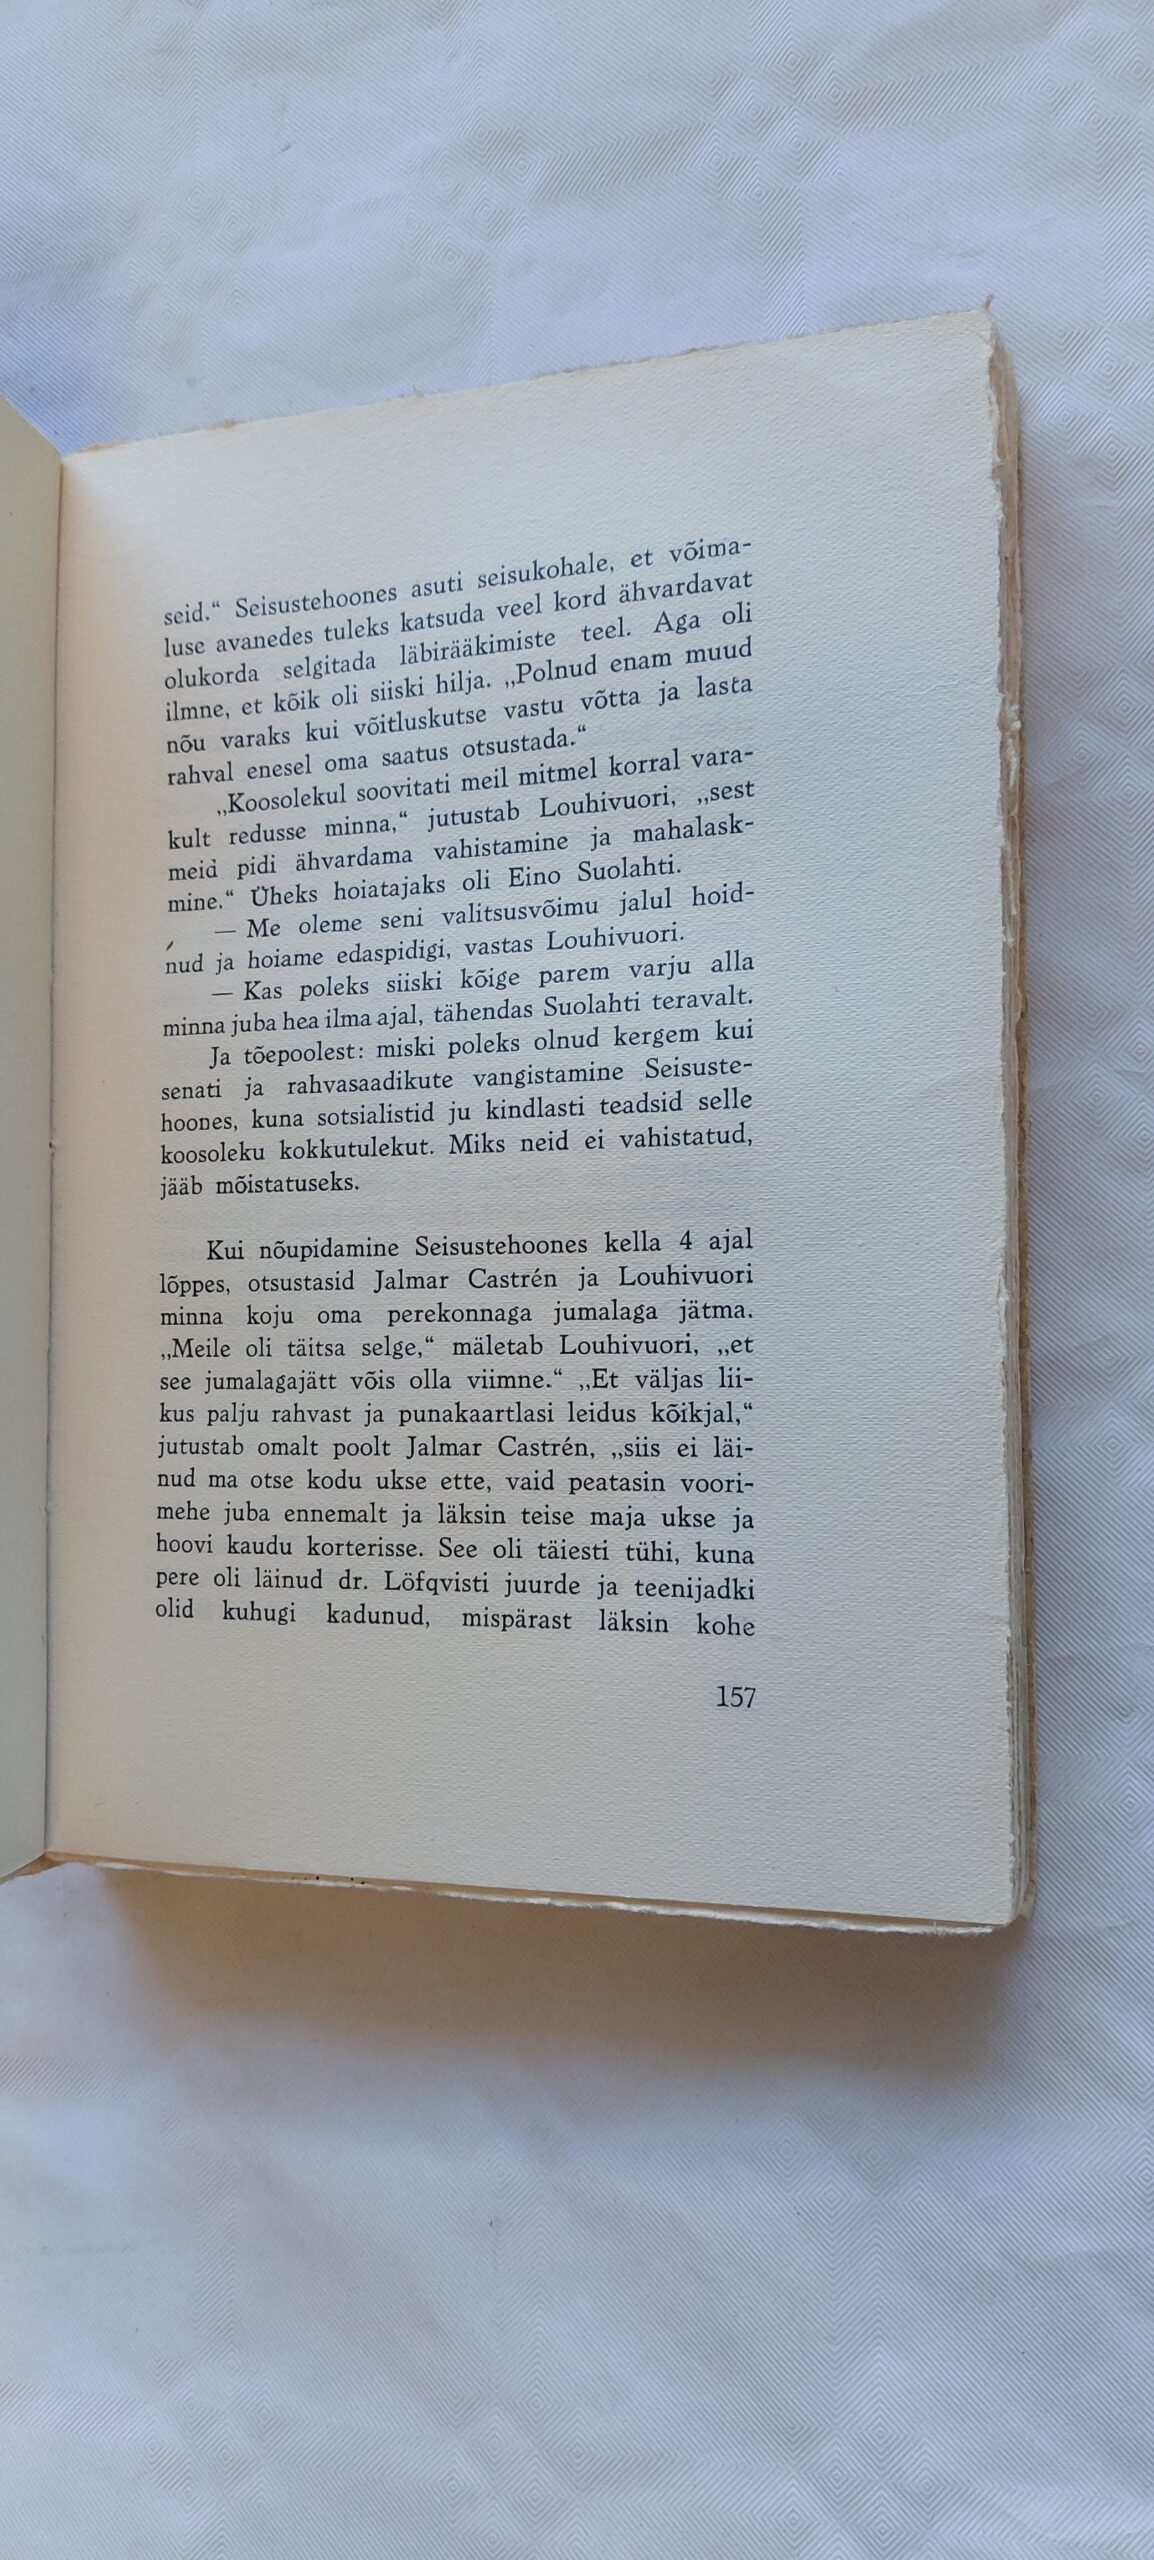 seid.“ Seisustehoones asuti seisukohale, et võima-
luse avanedes tuleks katsuda veel kord ähvardavat
olukorda selgitada läbirääkimiste teel. Aga oli
ilmne, et kõik oli siiski hilja. „Polnud enam muud
nõu varaks kui võitluskutse vastu võtta ja lasta
rahval enesel oma saatus otsustada.“
„Koosolekul soovitati meil mitmel korral vara-
kult redusse minna,“ jutustab Louhivuori, „sest
meid pidi ähvardama vahistamine ja mahalask-
mine.“ Üheks hoiatajaks oli Eino Suolahti.
— Me oleme seni valitsusvõimu jalul hoid-
nud ja hoiame edaspidigi, vastas Louhivuori.
— Kas poleks siiski kõige parem varju alla
minna juba hea ilma ajal, tähendas Suolahti teravalt.
Ja tõepoolest: miski poleks olnud kergem kui
senati ja rahvasaadikute vangistamine Seisuste-
hoones, kuna sotsialistid ju kindlasti teadsid selle
koosoleku kokkutulekut. Miks neid ei vahistatud,
jääb mõistatuseks.
Kui nõupidamine Seisustehoones kella 4 ajal
lõppes, otsustasid Jalmar Castrén ja Louhivuori
minna koju oma perekonnaga jumalaga jätma.
„Meile oli täitsa selge,“ mäletab Louhivuori, „et
see jumalagajätt võis olla viimne.“ „Et väljas lii-
kus palju rahvast ja punakaartlasi leidus kõikjal,“
jutustab omalt poolt Jalmar Castrén, „siis ei läi-
nud ma otse kodu ukse ette, vaid peatasin voori-
mehe juba ennemalt ja läksin teise maja ukse ja
hoovi kaudu korterisse. See oli täiesti tühi, kuna
pere oli läinud dr. Löfqvisti juurde ja teenijadki
olid kuhugi kadunud, mispärast läksin kohe
157